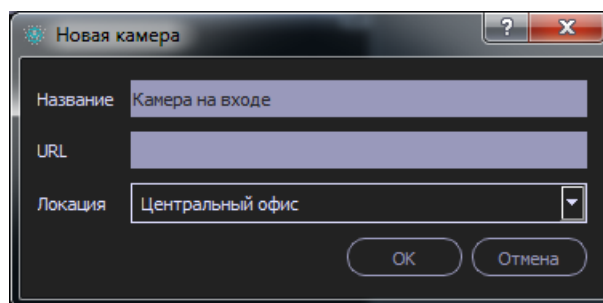 Новая камера
?
Название Камера на входе
URL
Локация Центральный офис
OK Отмена